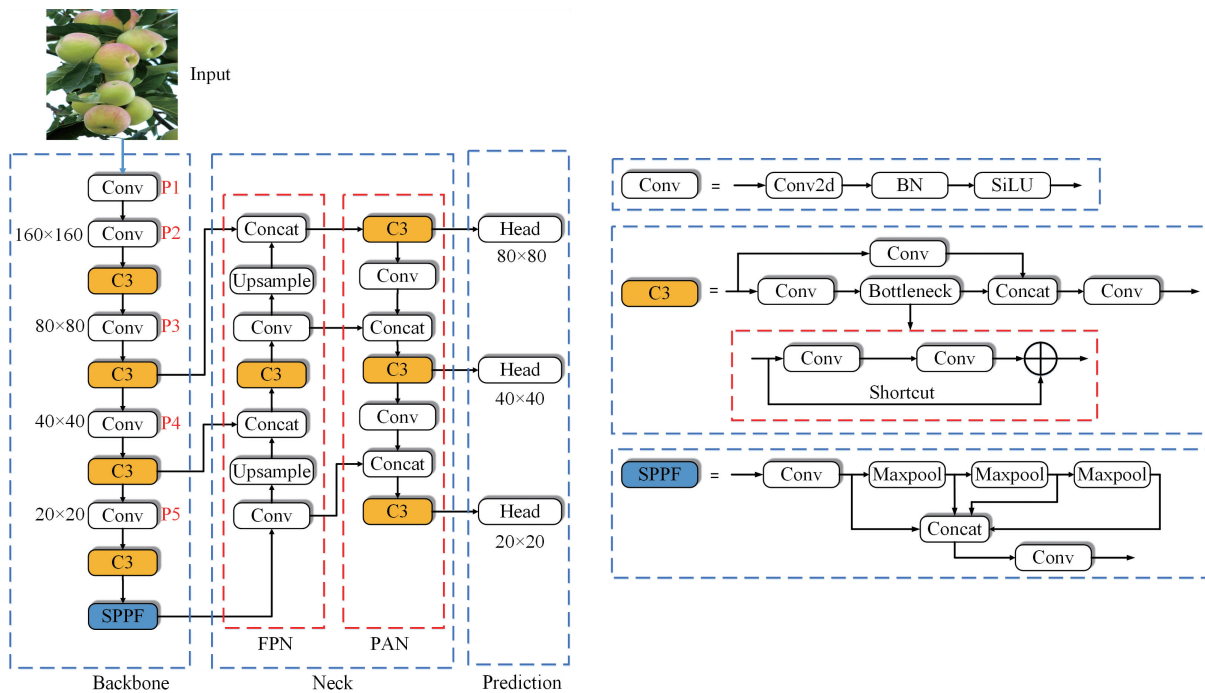 Input
Conv P1
160×160 Conv P2
C3
80×80 Conv P3
C3
40×40 Conv P4
C3
20×20 Conv P5
C3
SPPF
Backbone
Concat
Upsample
Conv
C3
Concat
Upsample
Conv
FPN
C3
Conv
Concat
C3
Conv
Concat
C3
PAN
Neck
Head
80×80
Head
40×40
Head
20×20
Prediction
Conv = Conv2d BN SiLU
Conv
C3 = Conv Bottleneck Concat Conv
Conv Conv
Shortcut
SPPF = Conv Maxpool Maxpool Maxpool
Concat
Conv